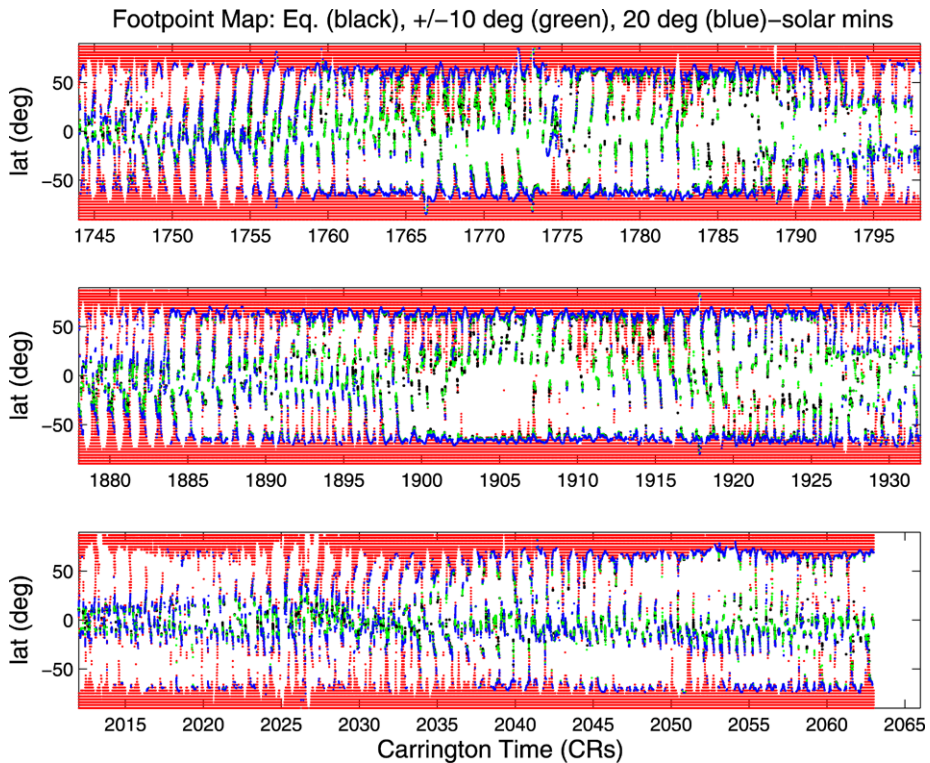 Footpoint Map: Eq. (black), +/-10 deg (green), 20 deg (blue)-solar mins
lat (deg)
50
0
−50
1745 1750 1755 1760 1765 1770 1775 1780 1785 1790 1795
lat (deg)
50
0
−50
1880 1885 1890 1895 1900 1905 1910 1915 1920 1925 1930
lat (deg)
50
0
−50
2015 2020 2025 2030 2035 2040 2045 2050 2055 2060 2065
Carrington Time (CRs)